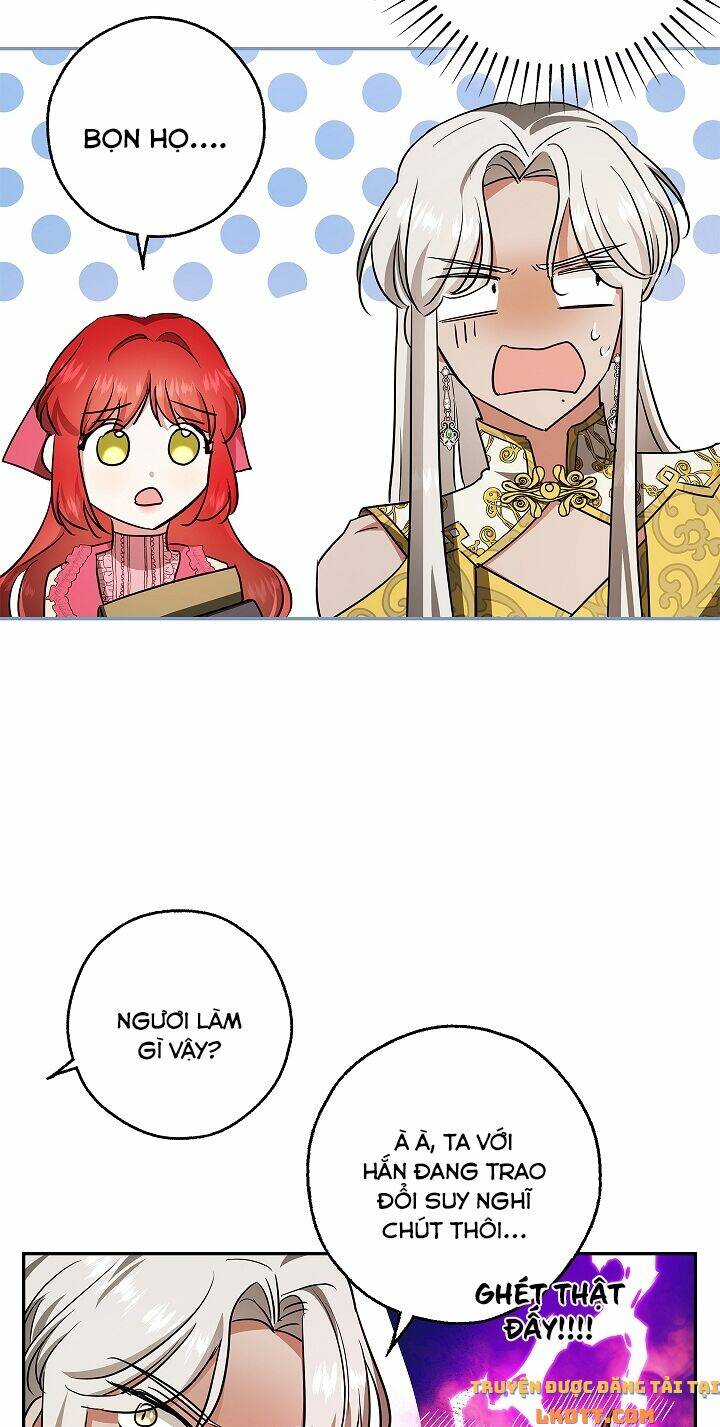 BỌN HỌ....
NGƯƠI LÀM
GÌ VẬY?
À À, TA VỚI
HẮN ĐANG TRAO
ĐỔI SUY NGHĨ
CHÚT THÔI...
GHÉT THẬT
ĐẤY!!!!
TRUYỆN ĐƯỢC ĐĂNG TẢI TẠI
LKOTT.COM